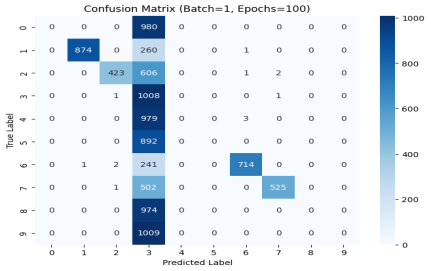 Confusion Matrix (Batch=1, Epochs=100)
0 0 0 0 980 0 0 0 0 0 0
1 0 874 0 260 0 0 1 0 0 0
2 0 0 423 606 0 0 1 2 0 0
3 0 0 1 1008 0 0 0 1 0 0
4 0 0 0 979 0 0 3 0 0 0
5 0 0 0 892 0 0 0 0 0 0
6 0 1 2 241 0 0 714 0 0 0
7 0 0 1 502 0 0 0 525 0 0
8 0 0 0 974 0 0 0 0 0 0
9 0 0 0 1009 0 0 0 0 0 0
0 1 2 3 4 5 6 7 8 9
Predicted Label
True Label
1000
800
600
400
200
0